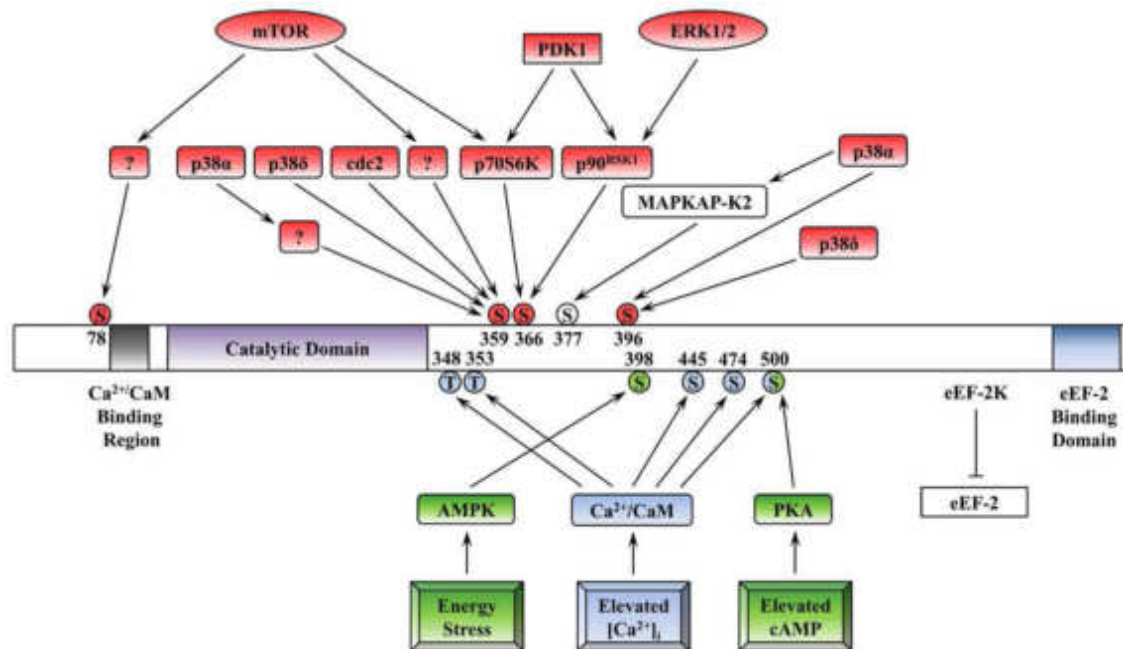 mTOR
PDK1
ERK1/2
? p38α p38δ cdc2 ? p70S6K p90RSK1 p38α
MAPKAP-K2
? p38δ
S S S S S
78 359 366 377 396
Catalytic Domain
348 353 398 445 474 500
T T S S S S
Ca²⁺/CaM
Binding
Region
eEF-2K
eEF-2
Binding
Domain
AMPK Ca²⁺/CaM PKA eEF-2
Energy
Stress
Elevated
[Ca²⁺]i
Elevated
cAMP